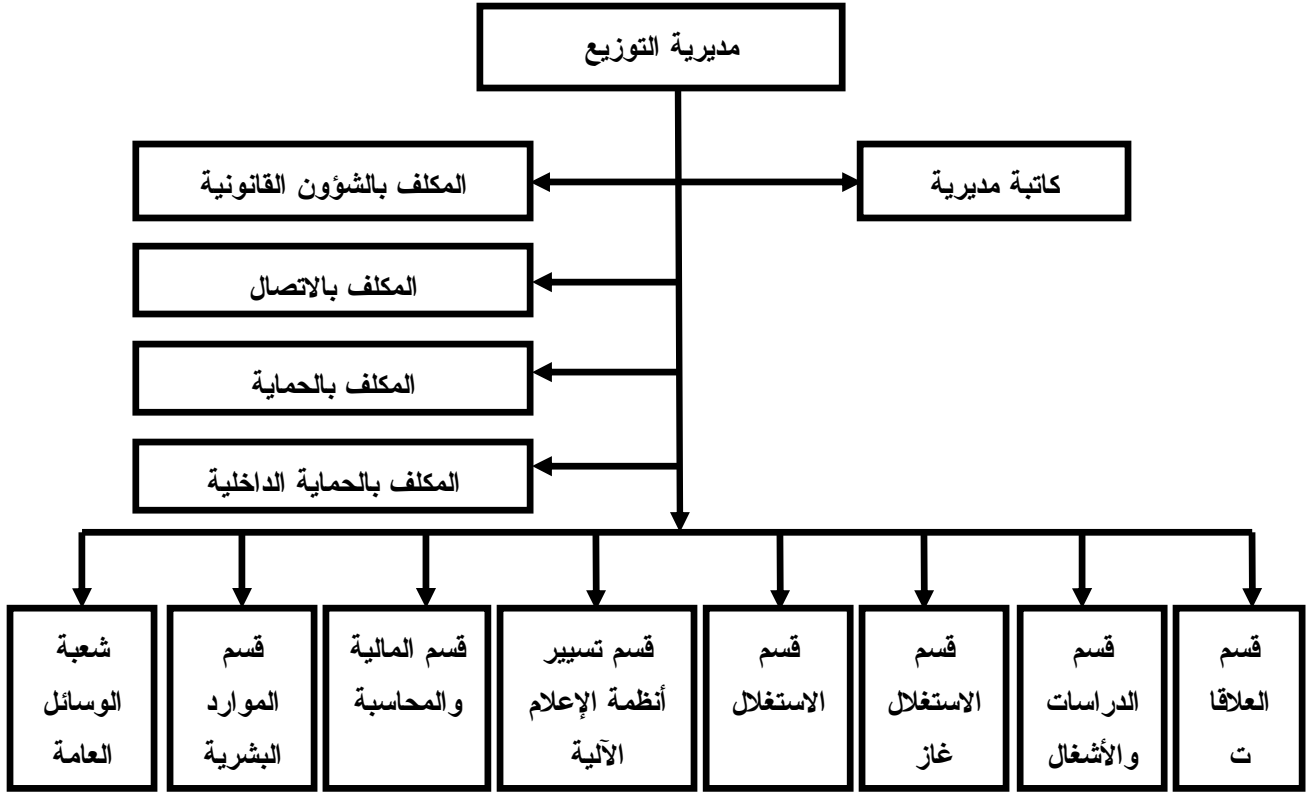 مديرية التوزيع
كاتبة مديرية
المكلف بالشؤون القانونية
المكلف بالاتصال
المكلف بالحماية
المكلف بالحماية الداخلية
قسم
العلاقا
ت
قسم
الدراسات
والأشغال
قسم
الاستغلال
غاز
قسم
الاستغلال
قسم تسيير
أنظمة الإعلام
الآلية
قسم المالية
والمحاسبة
قسم
الموارد
البشرية
شعبة
الوسائل
العامة